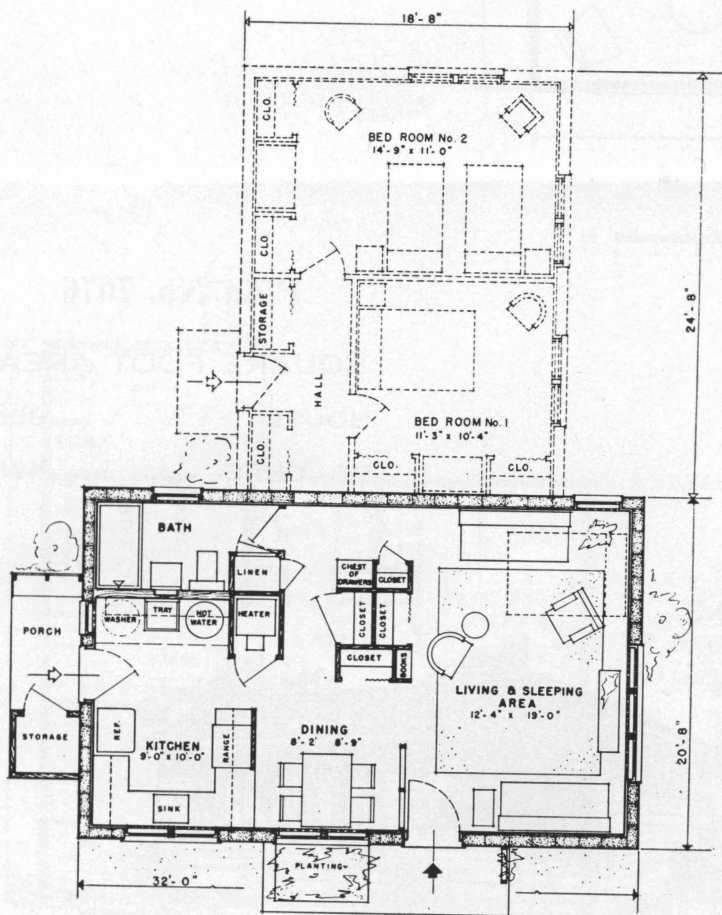 18'-8"
CLO.
BED ROOM No. 2
14'-9" x 11'-0"
CLO.
24'-8"
STORAGE
HALL
BED ROOM No. 1
11'-3" x 10'-4"
CLO.
CLO.
CLO.
BATH
LINEN
CHEST
OF
DRAWERS
CLOSET
WASHER
TRAY
HOT
WATER
HEATER
CLOSET
CLOSET
PORCH
CLOSET
BOOKS
LIVING & SLEEPING
AREA
12'-4" x 19'-0"
STORAGE
REF.
KITCHEN
9'-0" x 10'-0"
RANGE
DINING
8'-2' 8'-9"
20'-8"
SINK
PLANTING
32'-0"